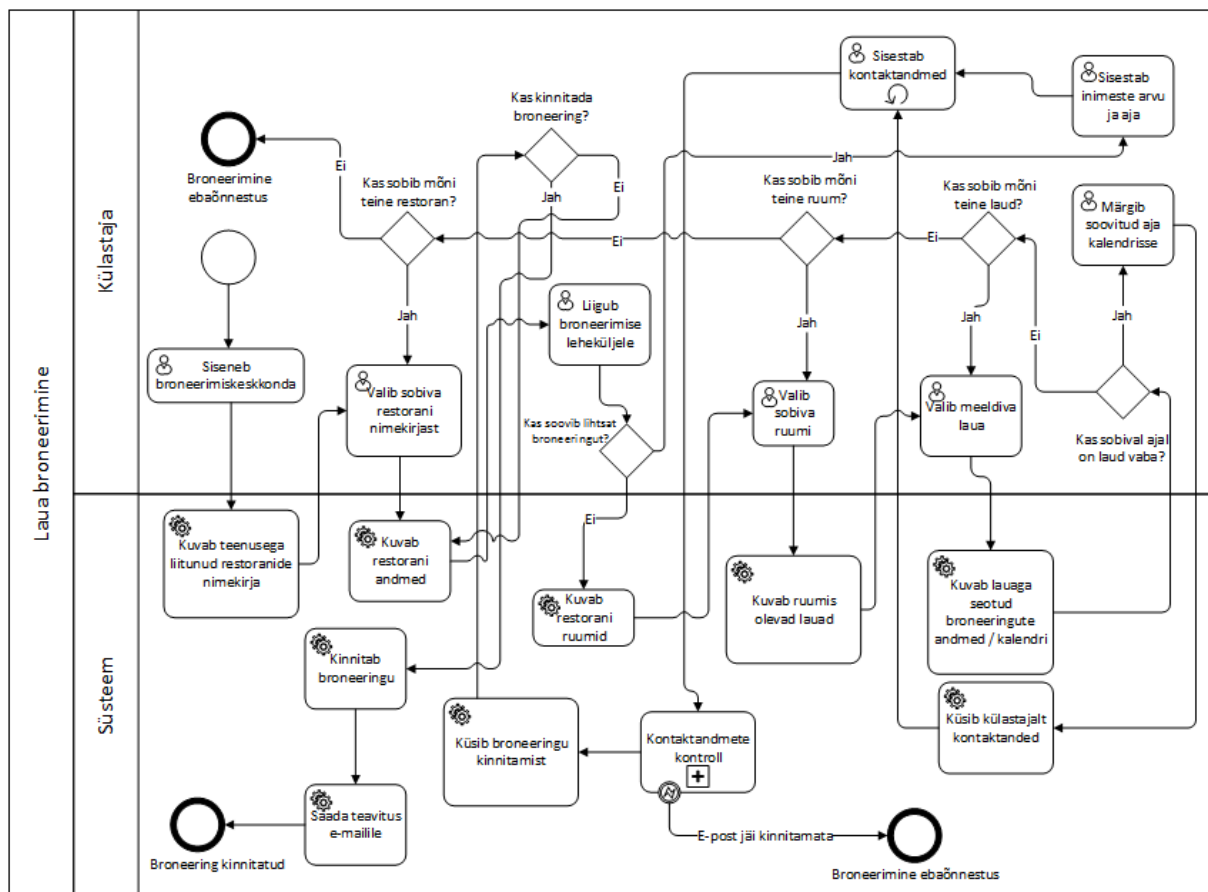 Laua broneerimine
Külastaja
Süsteem
Sisestab
kontaktandmed
Sisestab
inimeste arvu
ja aja
Kas kinnitada
broneering?
Jah
Ei
Broneerimine
ebaõnnestus
Ei
Kas sobib mõni
teine restoran?
Jah
Kas sobib mõni
teine ruum?
Ei
Jah
Kas sobib mõni
teine laud?
Ei
Jah
Märgib
soovitud aja
kalendrisse
Jah
Ei
Kas sobival ajal
on laud vaba?
Jah
Siseneb
broneerimiskeskkonda
Valib sobiva
restorani
nimekirjast
Liigub
broneerimise
leheküljele
Kas soovib lihtsat
broneeringut?
Ei
Valib
sobiva
ruumi
Valib meeldiva
laua
Kuvab teenusega
liitunud restoranide
nimekirja
Kuvab
restorani
andmed
Kuvab
restorani
ruumid
Kuvab ruumis
olevad lauad
Kuvab lauaga
seotud
broneeringute
andmed / kalendri
Kinnitab
broneeringu
Küsib broneeringu
kinnitamist
Kontaktandmete
kontroll
Küsib külastajalt
kontaktanded
Saada teavitus
e-mailile
Broneering kinnitatud
E-post jäi kinnitamata
Broneerimine ebaõnnestus